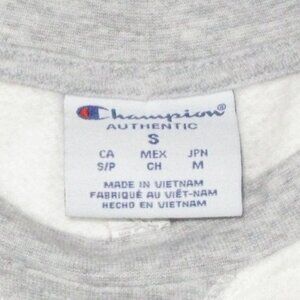 Champion®
AUTHENTIC
S
CA MEX JPN
S/P CH M
MADE IN VIETNAM
FABRIQUÉ AU VIÊT-NAM
HECHO EN VIETNAM